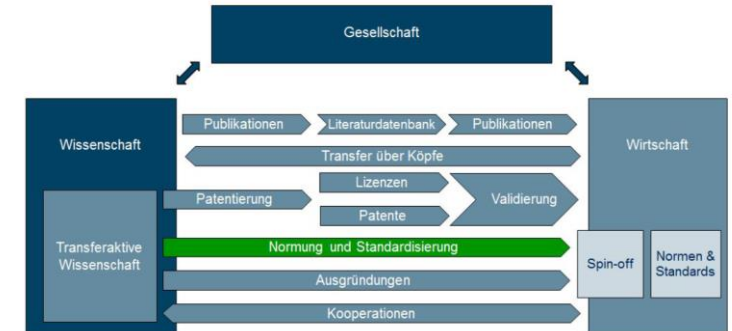 Gesellschaft
Wissenschaft
Publikationen
Literaturdatenbank
Publikationen
Wirtschaft
Transfer über Köpfe
Lizenzen
Patentierung
Validierung
Patente
Transferaktive
Wissenschaft
Normung und Standardisierung
Spin-off
Normen &
Standards
Ausgründungen
Kooperationen